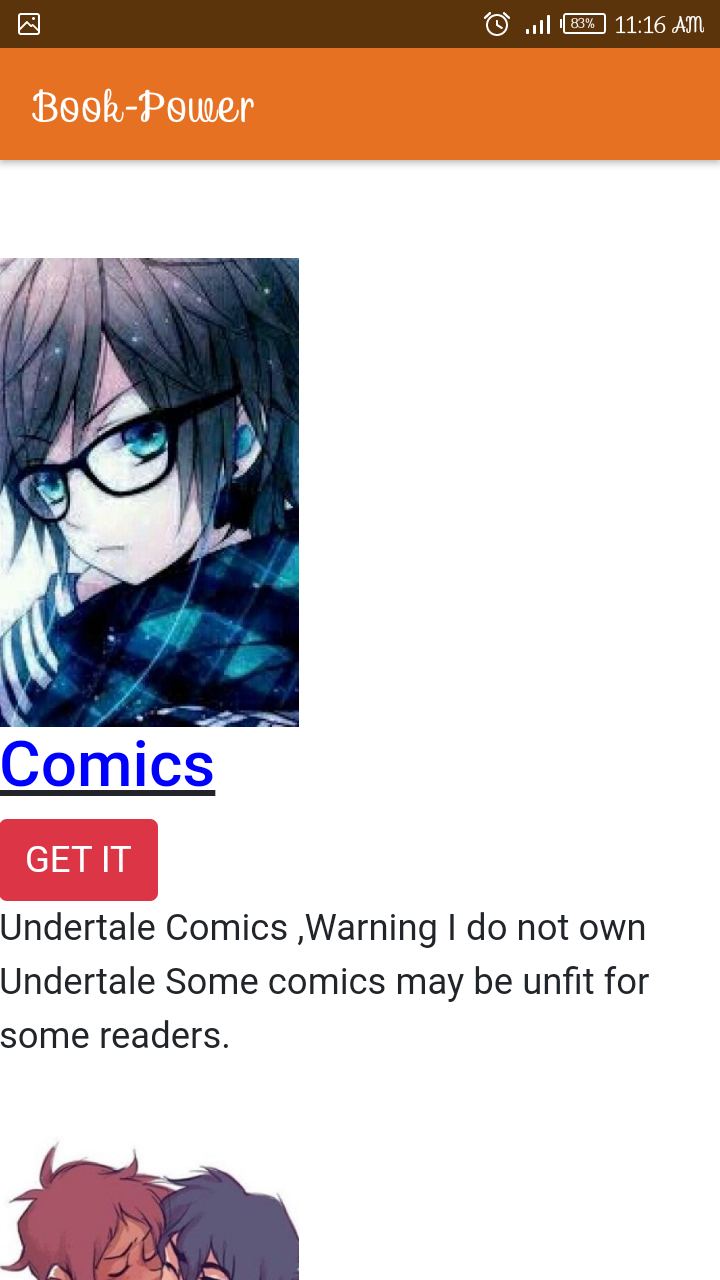 83% 11:16 AM
Book-Power
Comics
GET IT
Undertale Comics ,Warning I do not own
Undertale Some comics may be unfit for
some readers.